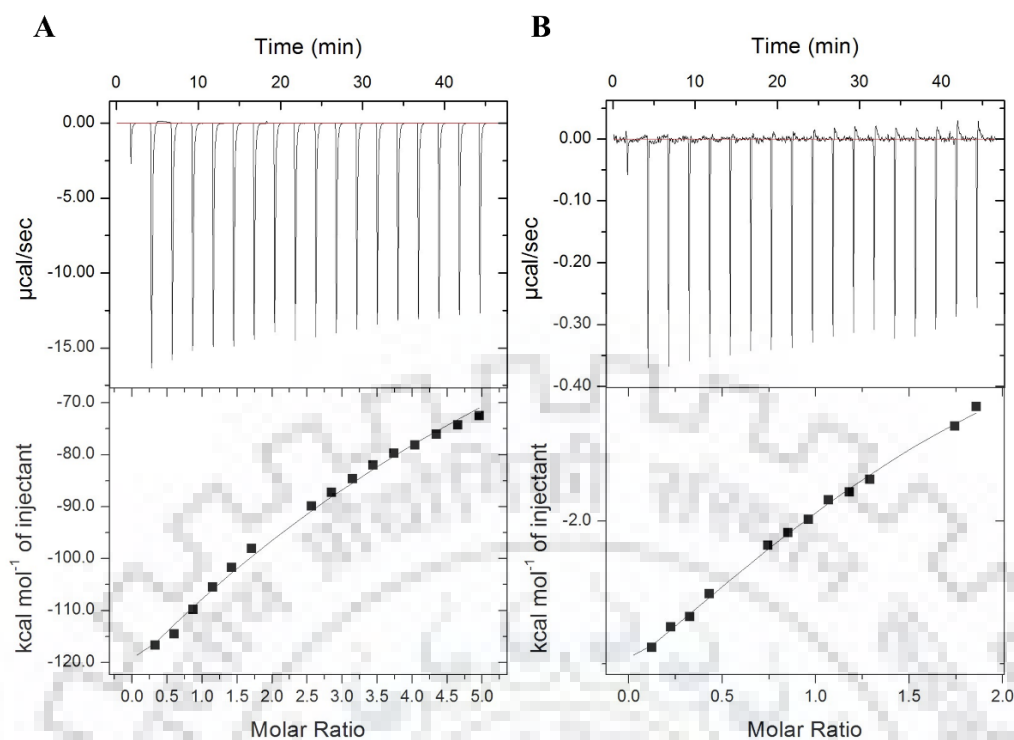 A
Time (min)
0 10 20 30 40
0.00
-5.00
-10.00
-15.00
µcal/sec
-70.0
-80.0
-90.0
-100.0
-110.0
-120.0
kcal mol⁻¹ of injectant
0.0 0.5 1.0 1.5 2.0 2.5 3.0 3.5 4.0 4.5 5.0
Molar Ratio
B
Time (min)
0 10 20 30 40
0.00
-0.10
-0.20
-0.30
-0.40
µcal/sec
-2.0
kcal mol⁻¹ of injectant
0.0 0.5 1.0 1.5 2.0
Molar Ratio